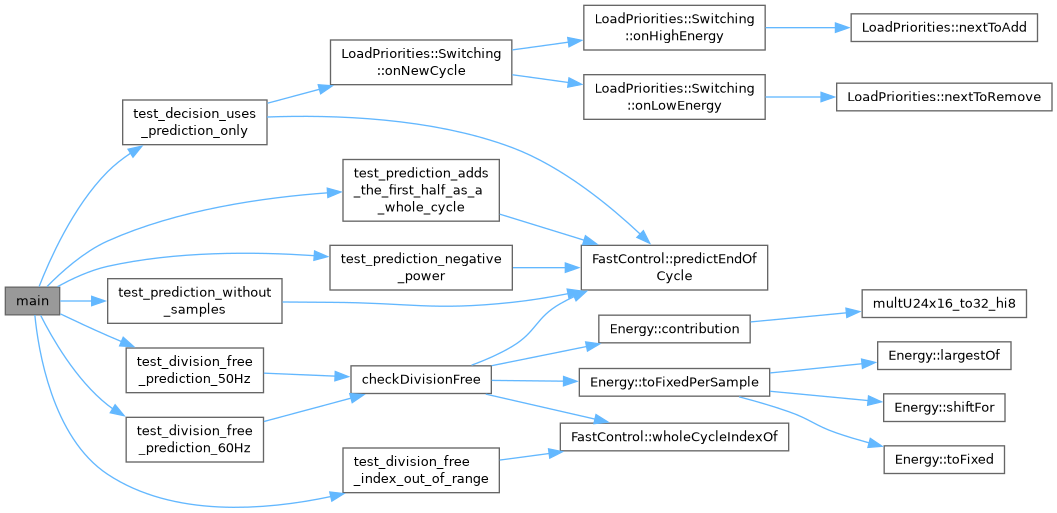 main
test_decision_uses
_prediction_only
LoadPriorities::Switching
::onNewCycle
LoadPriorities::Switching
::onHighEnergy
LoadPriorities::nextToAdd
LoadPriorities::Switching
::onLowEnergy
LoadPriorities::nextToRemove
test_prediction_adds
_the_first_half_as_a
_whole_cycle
test_prediction_negative
_power
FastControl::predictEndOf
Cycle
test_prediction_without
_samples
test_division_free
_prediction_50Hz
test_division_free
_prediction_60Hz
checkDivisionFree
Energy::contribution
multU24x16_to32_hi8
Energy::toFixedPerSample
Energy::largestOf
Energy::shiftFor
Energy::toFixed
FastControl::wholeCycleIndexOf
test_division_free
_index_out_of_range